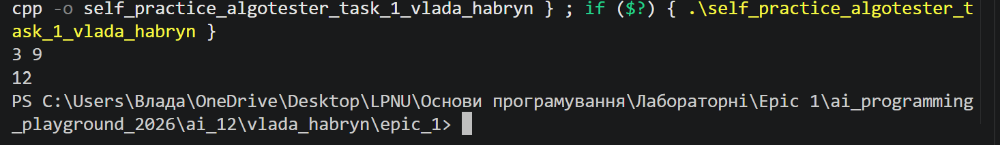 cpp -o self_practice_algotester_task_1_vlada_habryn } ; if ($?) { .\self_practice_algotester_t
ask_1_vlada_habryn }
3 9
12
PS C:\Users\Влада\OneDrive\Desktop\LPNU\Основи програмування\Лабораторні\Epic 1\ai_programming
_playground_2026\ai_12\vlada_habryn\epic_1>